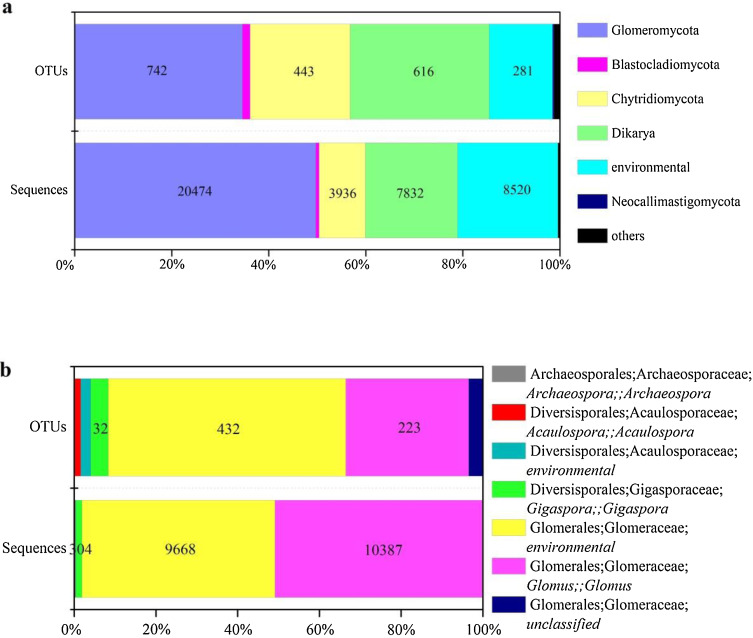 a
OTUs
742
443
616
281
Sequences
20474
3936
7832
8520
0%
20%
40%
60%
80%
100%
Glomeromycota
Blastocladiomycota
Chytridiomycota
Dikarya
environmental
Neocallimastigomycota
others
b
OTUs
32
432
223
Sequences
304
9668
10387
0%
20%
40%
60%
80%
100%
Archaeosporales;Archaeosporaceae;
Archaeospora;;Archaeospora
Diversisporales;Acaulosporaceae;
Acaulospora;;Acaulospora
Diversisporales;Acaulosporaceae;
environmental
Diversisporales;Gigasporaceae;
Gigaspora;;Gigaspora
Glomerales;Glomeraceae;
environmental
Glomerales;Glomeraceae;
Glomus;;Glomus
Glomerales;Glomeraceae;
unclassified